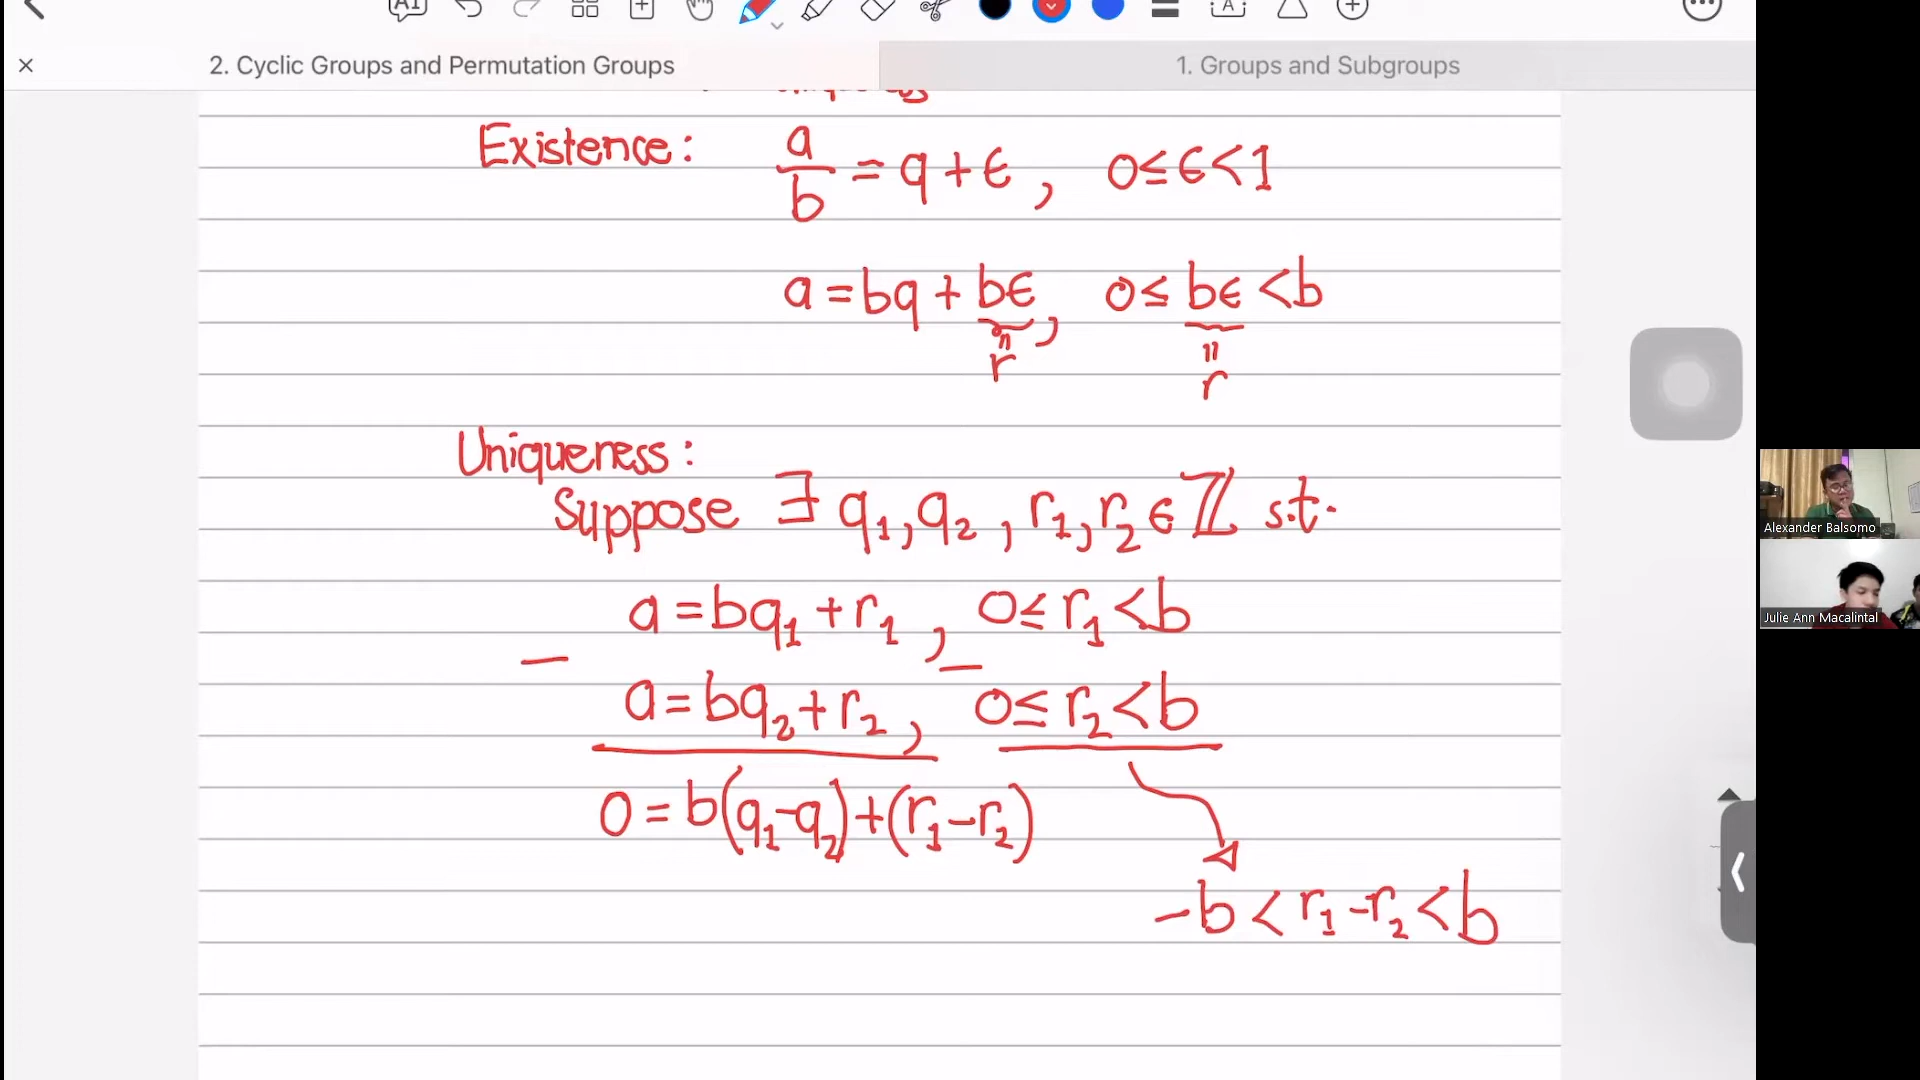 2. Cyclic Groups and Permutation Groups
1. Groups and Subgroups
Existence: a/b = q + ϵ, 0 ≤ ϵ < 1
a = bq + bϵ, 0 ≤ bϵ < b
= r = r
Uniqueness:
Suppose ∃ q₁, q₂, r₁, r₂ ∈ ℤ s.t.
a = bq₁ + r₁, 0 ≤ r₁ < b
− −
a = bq₂ + r₂, 0 ≤ r₂ < b
0 = b(q₁ − q₂) + (r₁ − r₂)
−b < r₁ − r₂ < b
Alexander Balsomo
Julie Ann Macalintal